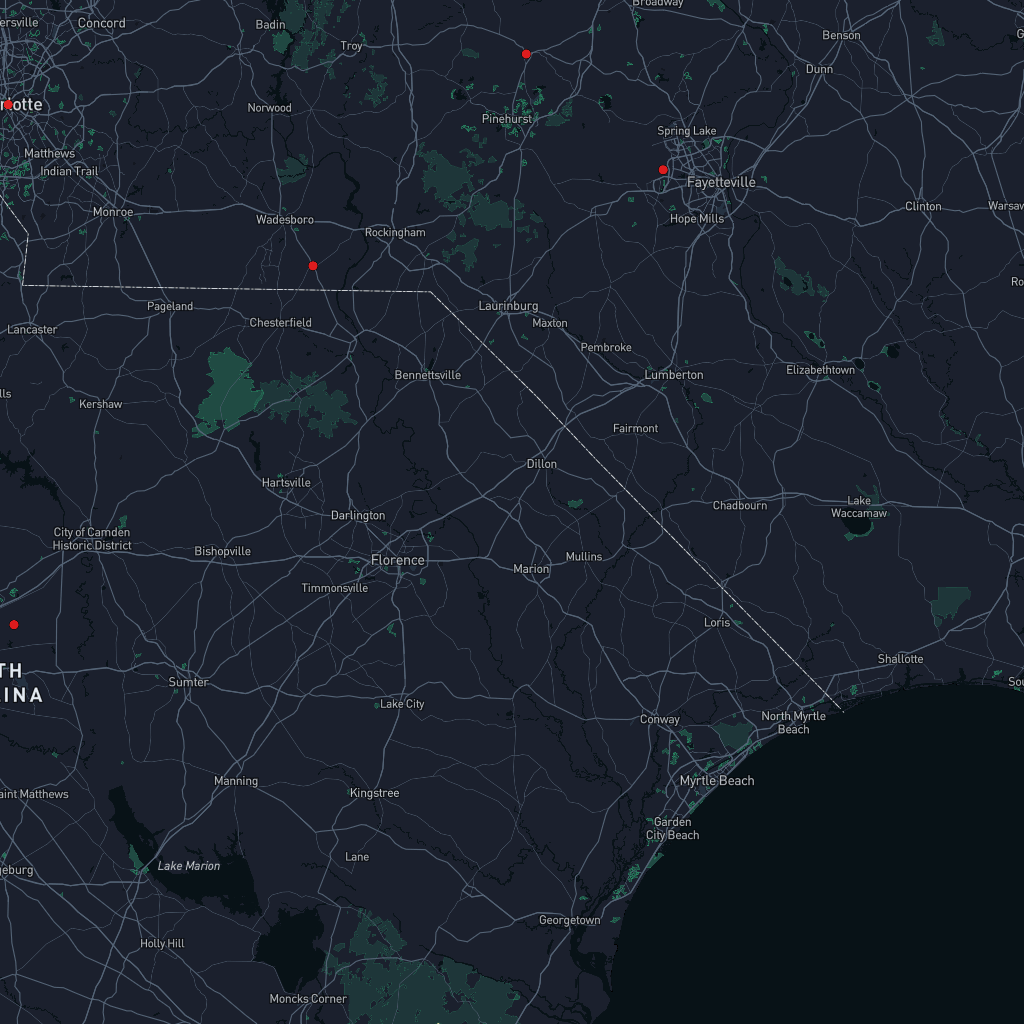 Broadway
Concord
Badin
Benson
Troy
Dunn
Norwood
Pinehurst
Spring Lake
Matthews
Indian Trail
Fayetteville
Clinton
Monroe
Wadesboro
Hope Mills
Rockingham
Pageland
Laurinburg
Chesterfield
Maxton
Lancaster
Pembroke
Elizabethtown
Bennettsville
Lumberton
Kershaw
Fairmont
Dillon
Hartsville
Lake
Waccamaw
Chadbourn
Darlington
City of Camden
Historic District
Bishopville
Florence
Mullins
Marion
Timmonsville
Loris
Shallotte
Sumter
Lake City
Conway
North Myrtle
Beach
Manning
Myrtle Beach
Kingstree
aint Matthews
Garden
City Beach
Lane
Lake Marion
Georgetown
Holly Hill
Moncks Corner